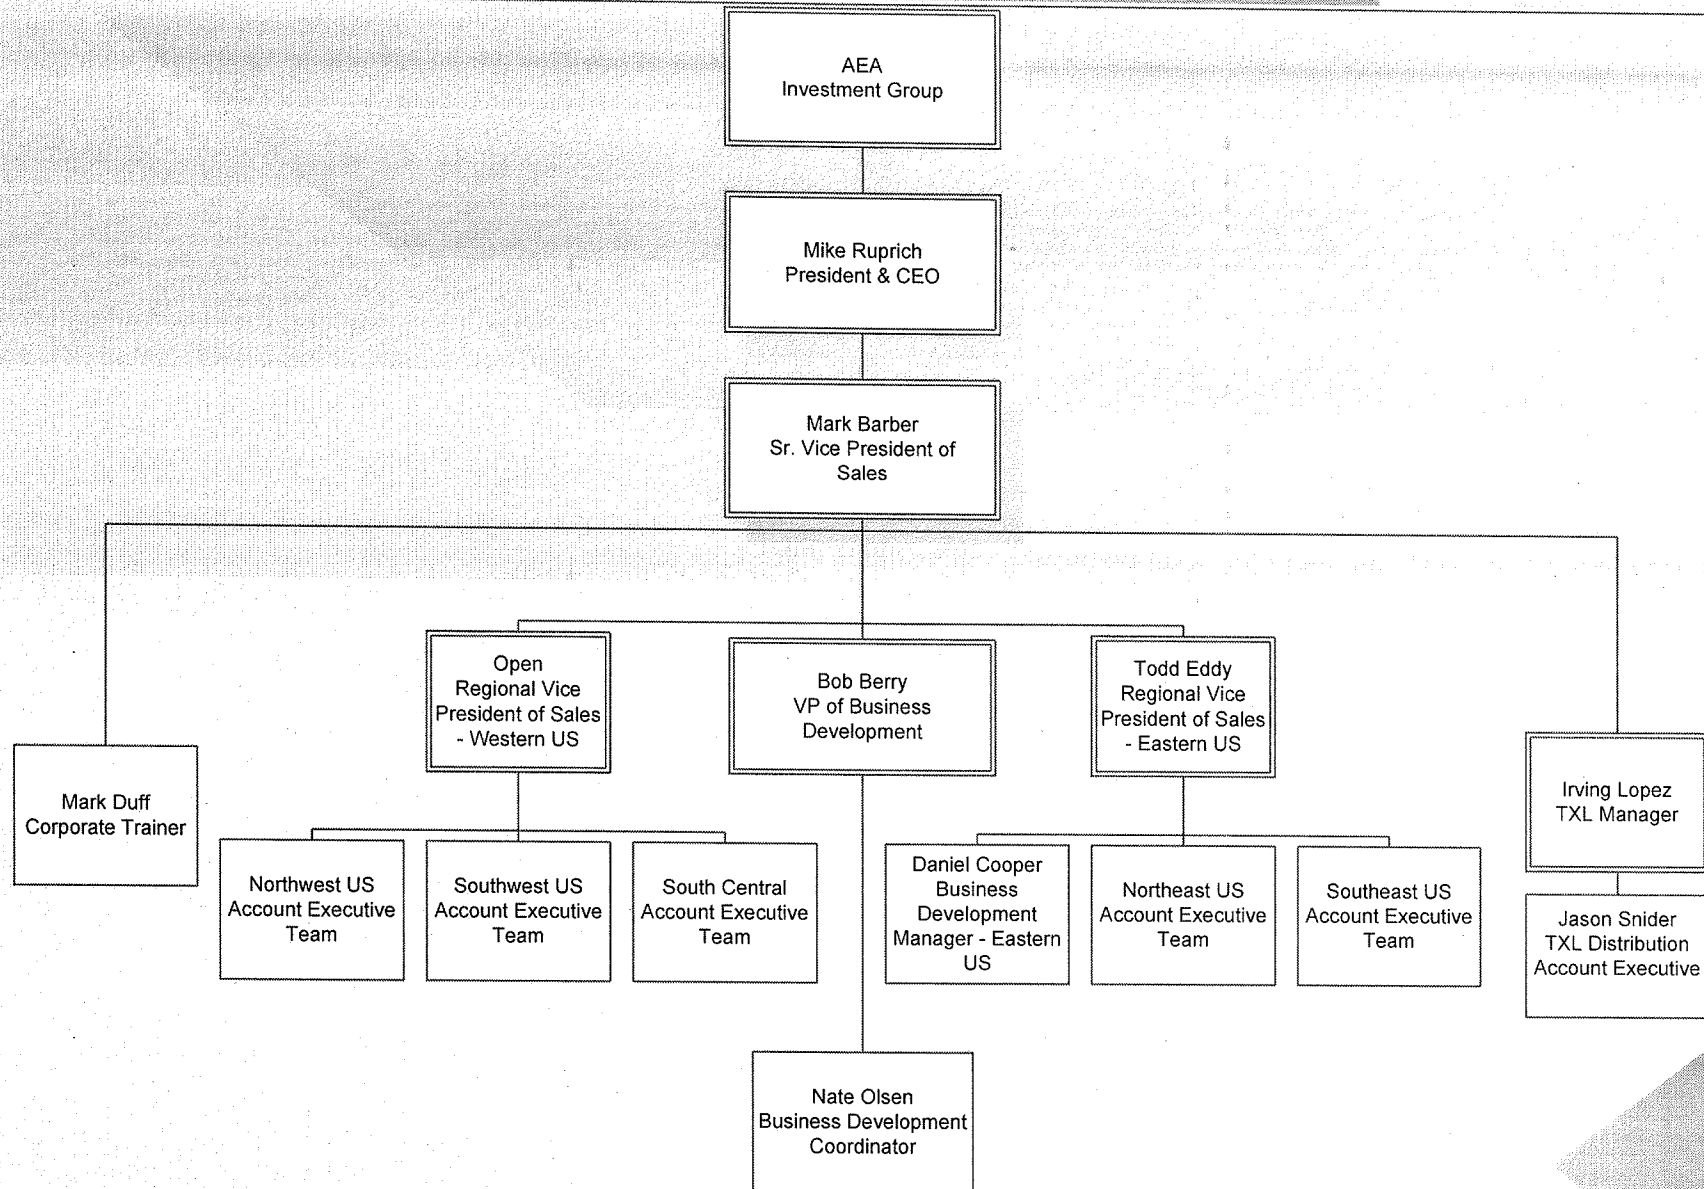 AEA
Investment Group
Mike Ruprich
President & CEO
Mark Barber
Sr. Vice President of
Sales
Open
Regional Vice
President of Sales
- Western US
Bob Berry
VP of Business
Development
Todd Eddy
Regional Vice
President of Sales
- Eastern US
Mark Duff
Corporate Trainer
Irving Lopez
TXL Manager
Northwest US
Account Executive
Team
Southwest US
Account Executive
Team
South Central
Account Executive
Team
Daniel Cooper
Business
Development
Manager - Eastern
US
Northeast US
Account Executive
Team
Southeast US
Account Executive
Team
Jason Snider
TXL Distribution
Account Executive
Nate Olsen
Business Development
Coordinator